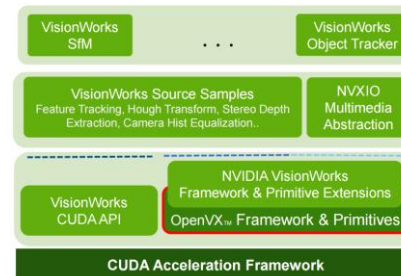 VisionWorks
SfM
. . .
VisionWorks
Object Tracker
VisionWorks Source Samples
Feature Tracking, Hough Transform, Stereo Depth
Extraction, Camera Hist Equalization..
NVXIO
Multimedia
Abstraction
NVIDIA VisionWorks
Framework & Primitive Extensions
VisionWorks
CUDA API
OpenVX™ Framework & Primitives
CUDA Acceleration Framework